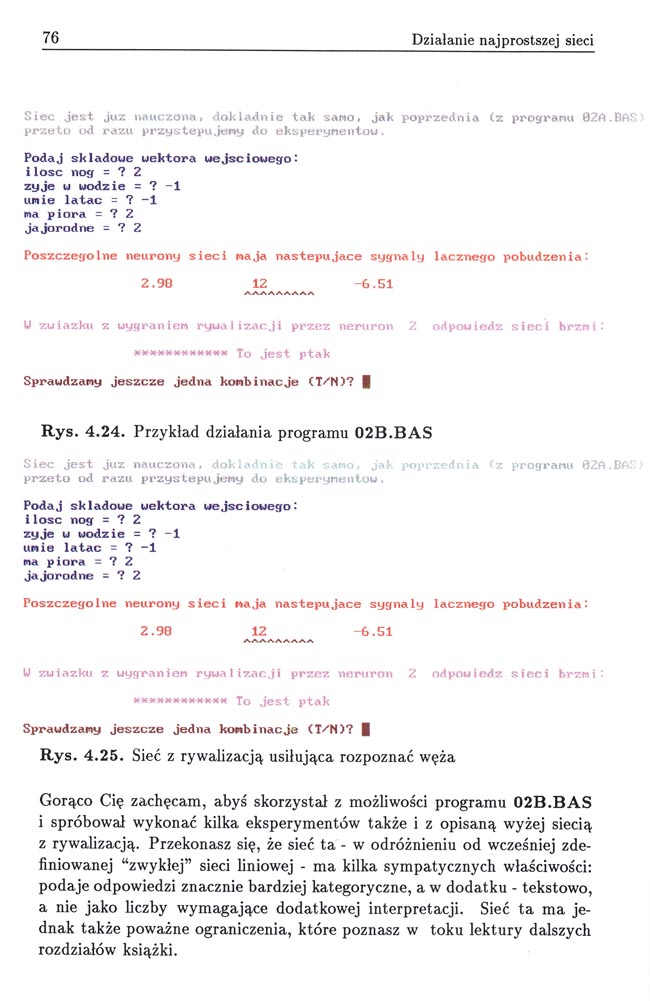 76 Działanie najprostszej sieci
Siec jest juz nauczona, dokladnie tak samo, jak poprzednia (z programu 02A.BAS)
przeto od razu przystepujemy do eksperymentow.
Podaj skladowe wektora wejsciowego:
ilosc nog = ? 2
zyje w wodzie = ? -1
umie latac = ? -1
ma piora = ? 2
jajorodne = ? 2
Poszczegolne neurony sieci maja nastepujace sygnaly lacznego pobudzenia:
2.98 12 -6.51
^^^^^^^^^
W zwiazku z wygraniem rywalizacji przez neruron 2 odpowiedz sieci brzmi:
************ To jest ptak
Sprawdzamy jeszcze jedna kombinacje (T/N)?
Rys. 4.24. Przykład działania programu 02B.BAS
Siec jest juz nauczona, dokladnie tak samo, jak poprzednia (z programu 02A.BAS)
przeto od razu przystepujemy do eksperymentow.
Podaj skladowe wektora wejsciowego:
ilosc nog = ? 2
zyje w wodzie = ? -1
umie latac = ? -1
ma piora = ? 2
jajorodne = ? 2
Poszczegolne neurony sieci maja nastepujace sygnaly lacznego pobudzenia:
2.98 12 -6.51
^^^^^^^^^
W zwiazku z wygraniem rywalizacji przez neruron 2 odpowiedz sieci brzmi:
************ To jest ptak
Sprawdzamy jeszcze jedna kombinacje (T/N)?
Rys. 4.25. Sieć z rywalizacją usiłująca rozpoznać węża
Gorąco Cię zachęcam, abyś skorzystał z możliwości programu 02B.BAS
i spróbował wykonać kilka eksperymentów także i z opisaną wyżej siecią
z rywalizacją. Przekonasz się, że sieć ta - w odróżnieniu od wcześniej zde-
finiowanej “zwykłej” sieci liniowej - ma kilka sympatycznych właściwości:
podaje odpowiedzi znacznie bardziej kategoryczne, a w dodatku - tekstowo,
a nie jako liczby wymagające dodatkowej interpretacji. Sieć ta ma je-
dnak także poważne ograniczenia, które poznasz w toku lektury dalszych
rozdziałów książki.